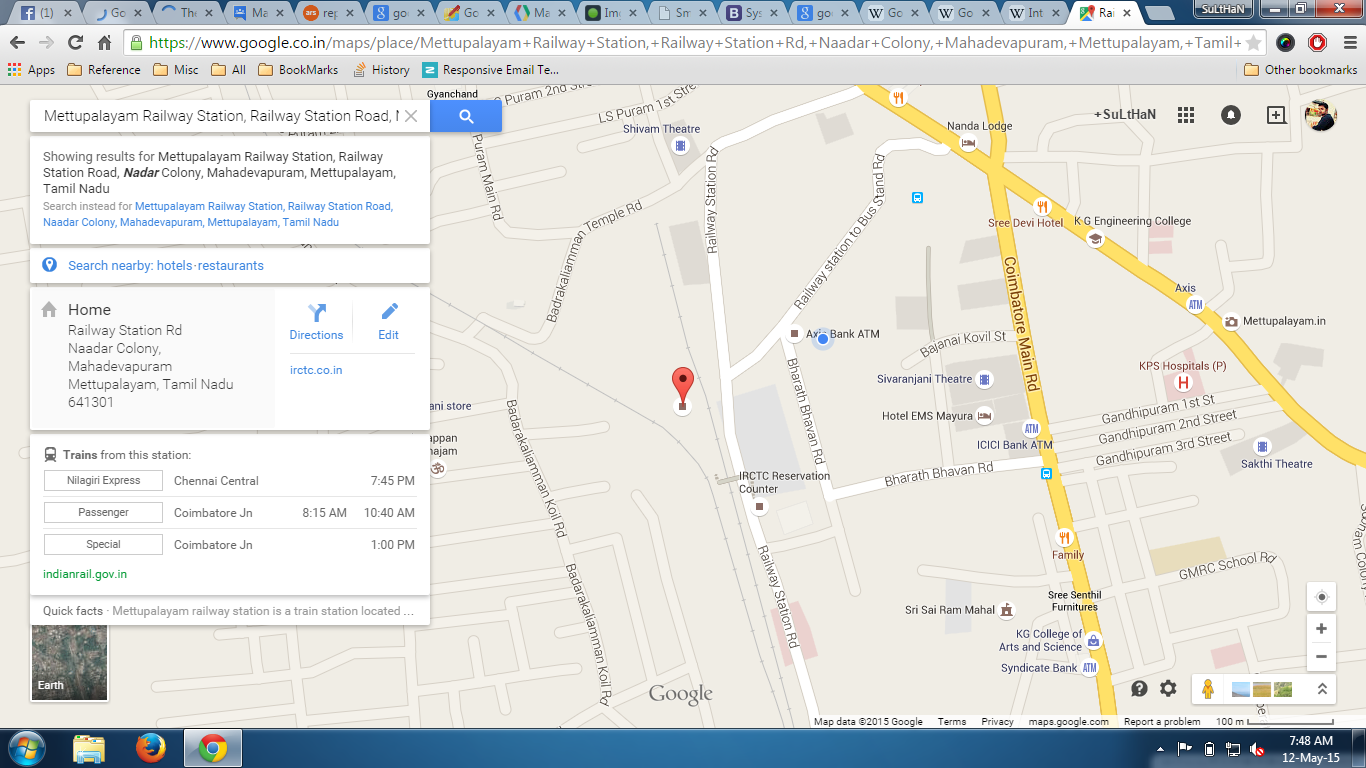 (1)
Go
The
Ma
rep
goo
Go
Ma
Img
Sm
Sys
goo
Go
Go
Int
Rai
SuLtHaN
https://www.google.co.in/maps/place/Mettupalayam+Railway+Station,+Railway+Station+Rd,+Naadar+Colony,+Mahadevapuram,+Mettupalayam,+Tamil+
Apps
Reference
Misc
All
BookMarks
History
Responsive Email Te...
Other bookmarks
Mettupalayam Railway Station, Railway Station Road, N
Showing results for Mettupalayam Railway Station, Railway
Station Road, Nadar Colony, Mahadevapuram, Mettupalayam,
Tamil Nadu
Search instead for Mettupalayam Railway Station, Railway Station Road,
Naadar Colony, Mahadevapuram, Mettupalayam, Tamil Nadu
Search nearby: hotels·restaurants
Home
Railway Station Rd
Naadar Colony,
Mahadevapuram
Mettupalayam, Tamil Nadu
641301
Directions
Edit
irctc.co.in
Trains from this station:
Nilagiri Express Chennai Central 7:45 PM
Passenger Coimbatore Jn 8:15 AM 10:40 AM
Special Coimbatore Jn 1:00 PM
indianrail.gov.in
Quick facts · Mettupalayam railway station is a train station located ...
Earth
Gyanchand
LS Puram 2nd Street
LS Puram 1st Street
Shivam Theatre
Puram Main Rd
Badrakaliamman Temple Rd
Railway Station Rd
Railway station to Bus Stand Rd
Nanda Lodge
+SuLtHaN
Sree Devi Hotel
K G Engineering College
Coimbatore Main Rd
Axis
ATM
Mettupalayam.in
Axis Bank ATM
Bajanai Kovil St
Sivaranjani Theatre
KPS Hospitals (P)
H
Bharath Bhavan Rd
Hotel EMS Mayura
ATM
ICICI Bank ATM
Gandhipuram 1st St
Gandhipuram 2nd Street
Gandhipuram 3rd Street
Sakthi Theatre
ani store
appan
najam
Badarakaliamman Koil Rd
IRCTC Reservation
Counter
Bharath Bhavan Rd
Family
GMRC School Rd
Railway Station Rd
Badarakaliamman Koil Rd
Sri Sai Ram Mahal
Sree Senthil
Furnitures
KG College of
Arts and Science
Syndicate Bank
ATM
Google
Map data ©2015 Google
Terms
Privacy
maps.google.com
Report a problem
100 m
7:48 AM
12-May-15